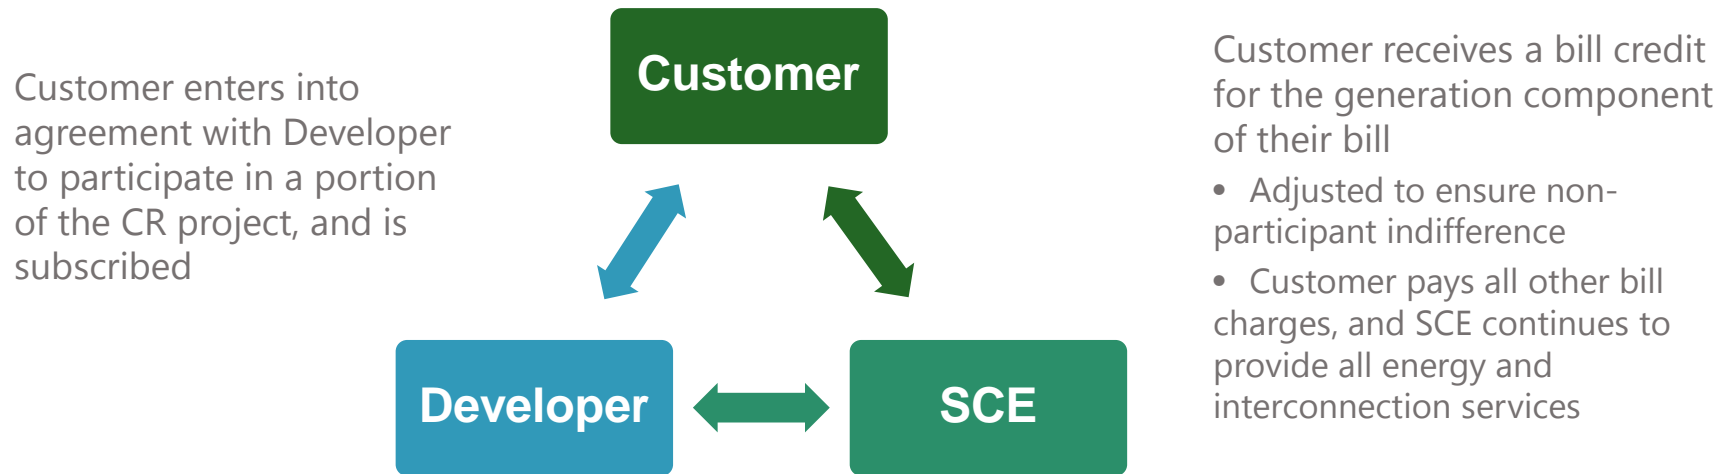 Customer
Customer enters into
agreement with Developer
to participate in a portion
of the CR project, and is
subscribed
Customer receives a bill credit
for the generation component
of their bill
• Adjusted to ensure non-
participant indifference
• Customer pays all other bill
charges, and SCE continues to
provide all energy and
interconnection services
Developer
SCE